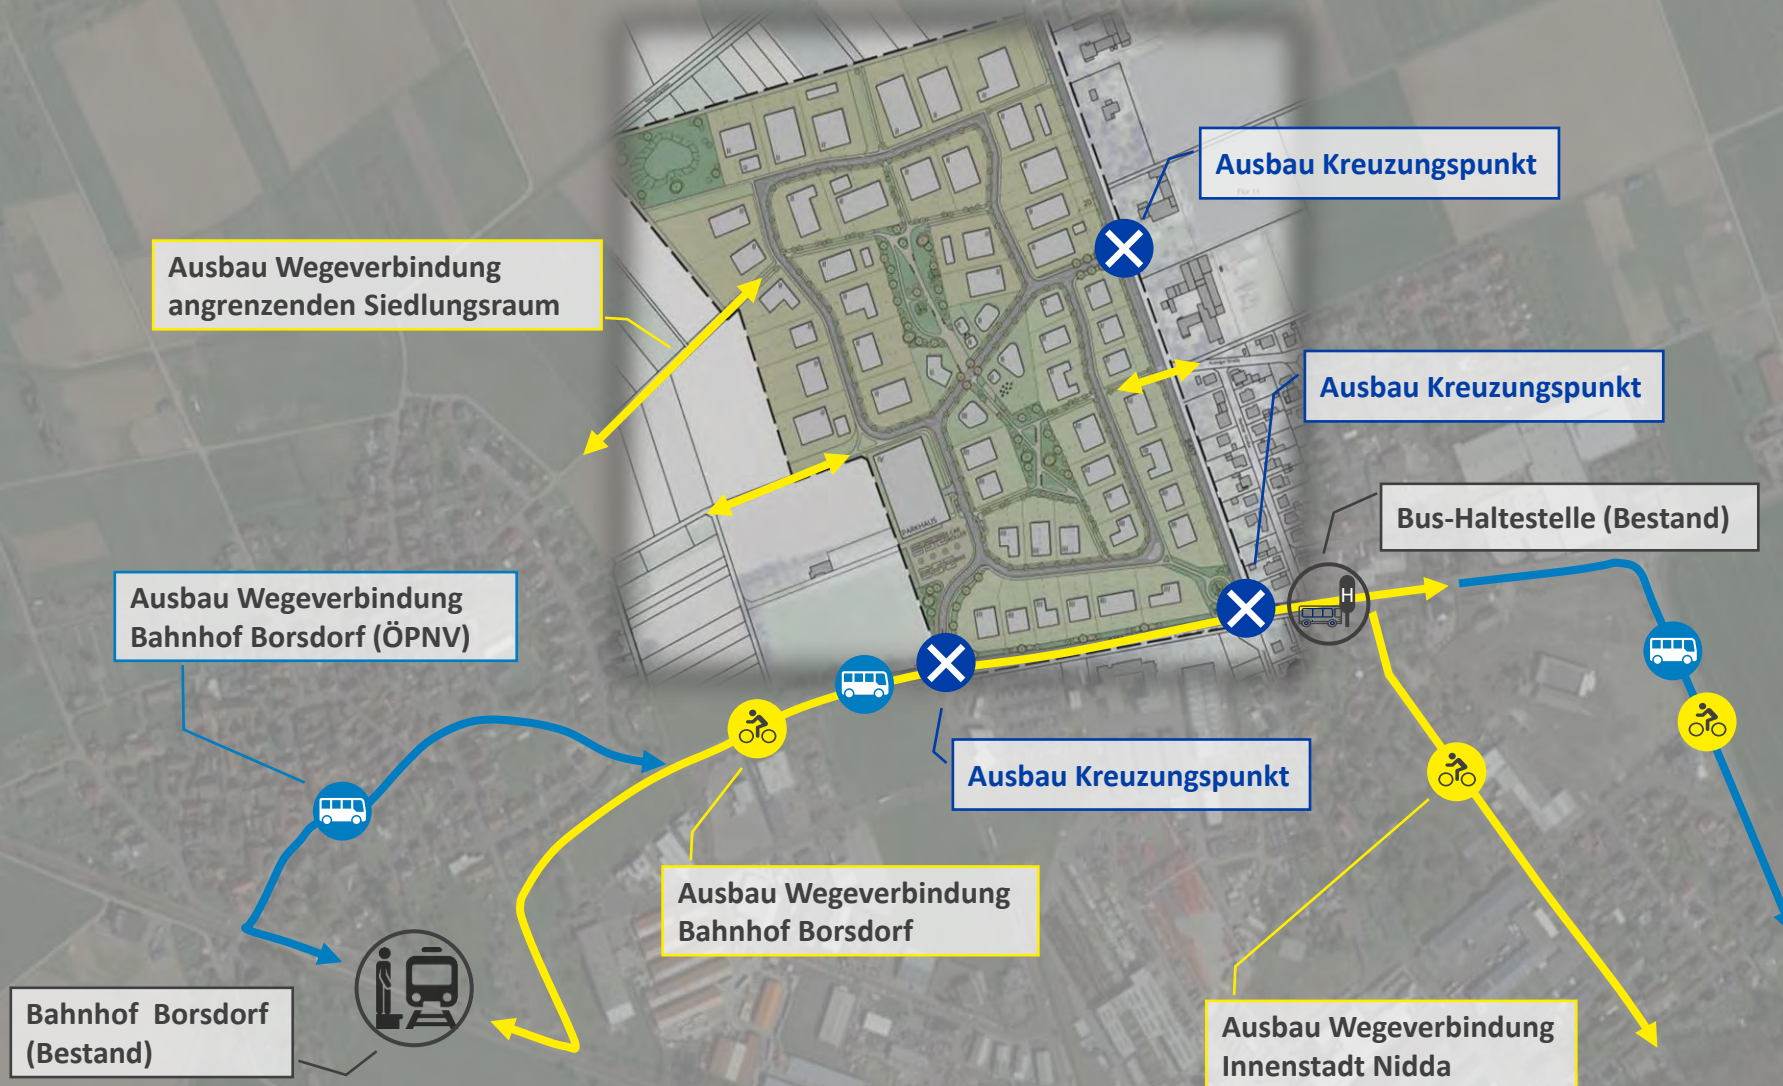 Ausbau Kreuzungspunkt
Ausbau Wegeverbindung
angrenzenden Siedlungsraum
Ausbau Kreuzungspunkt
Bus-Haltestelle (Bestand)
PARKHAUS
H
Ausbau Wegeverbindung
Bahnhof Borsdorf (ÖPNV)
Ausbau Kreuzungspunkt
Ausbau Wegeverbindung
Bahnhof Borsdorf
Bahnhof Borsdorf
(Bestand)
Ausbau Wegeverbindung
Innenstadt Nidda